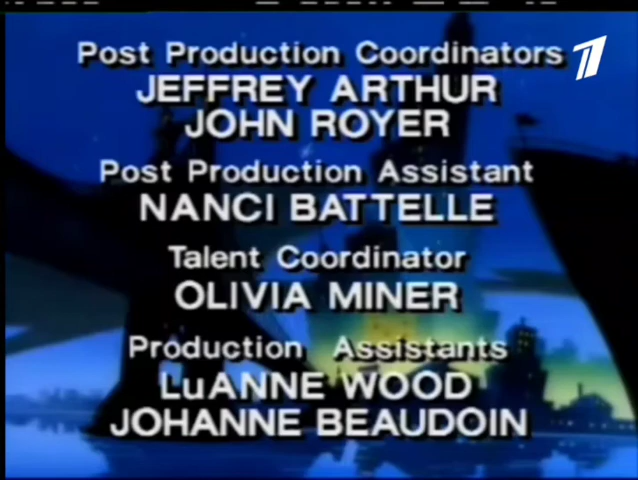 Post Production Coordinators
JEFFREY ARTHUR
JOHN ROYER
Post Production Assistant
NANCI BATTELLE
Talent Coordinator
OLIVIA MINER
Production Assistants
LuANNE WOOD
JOHANNE BEAUDOIN
1